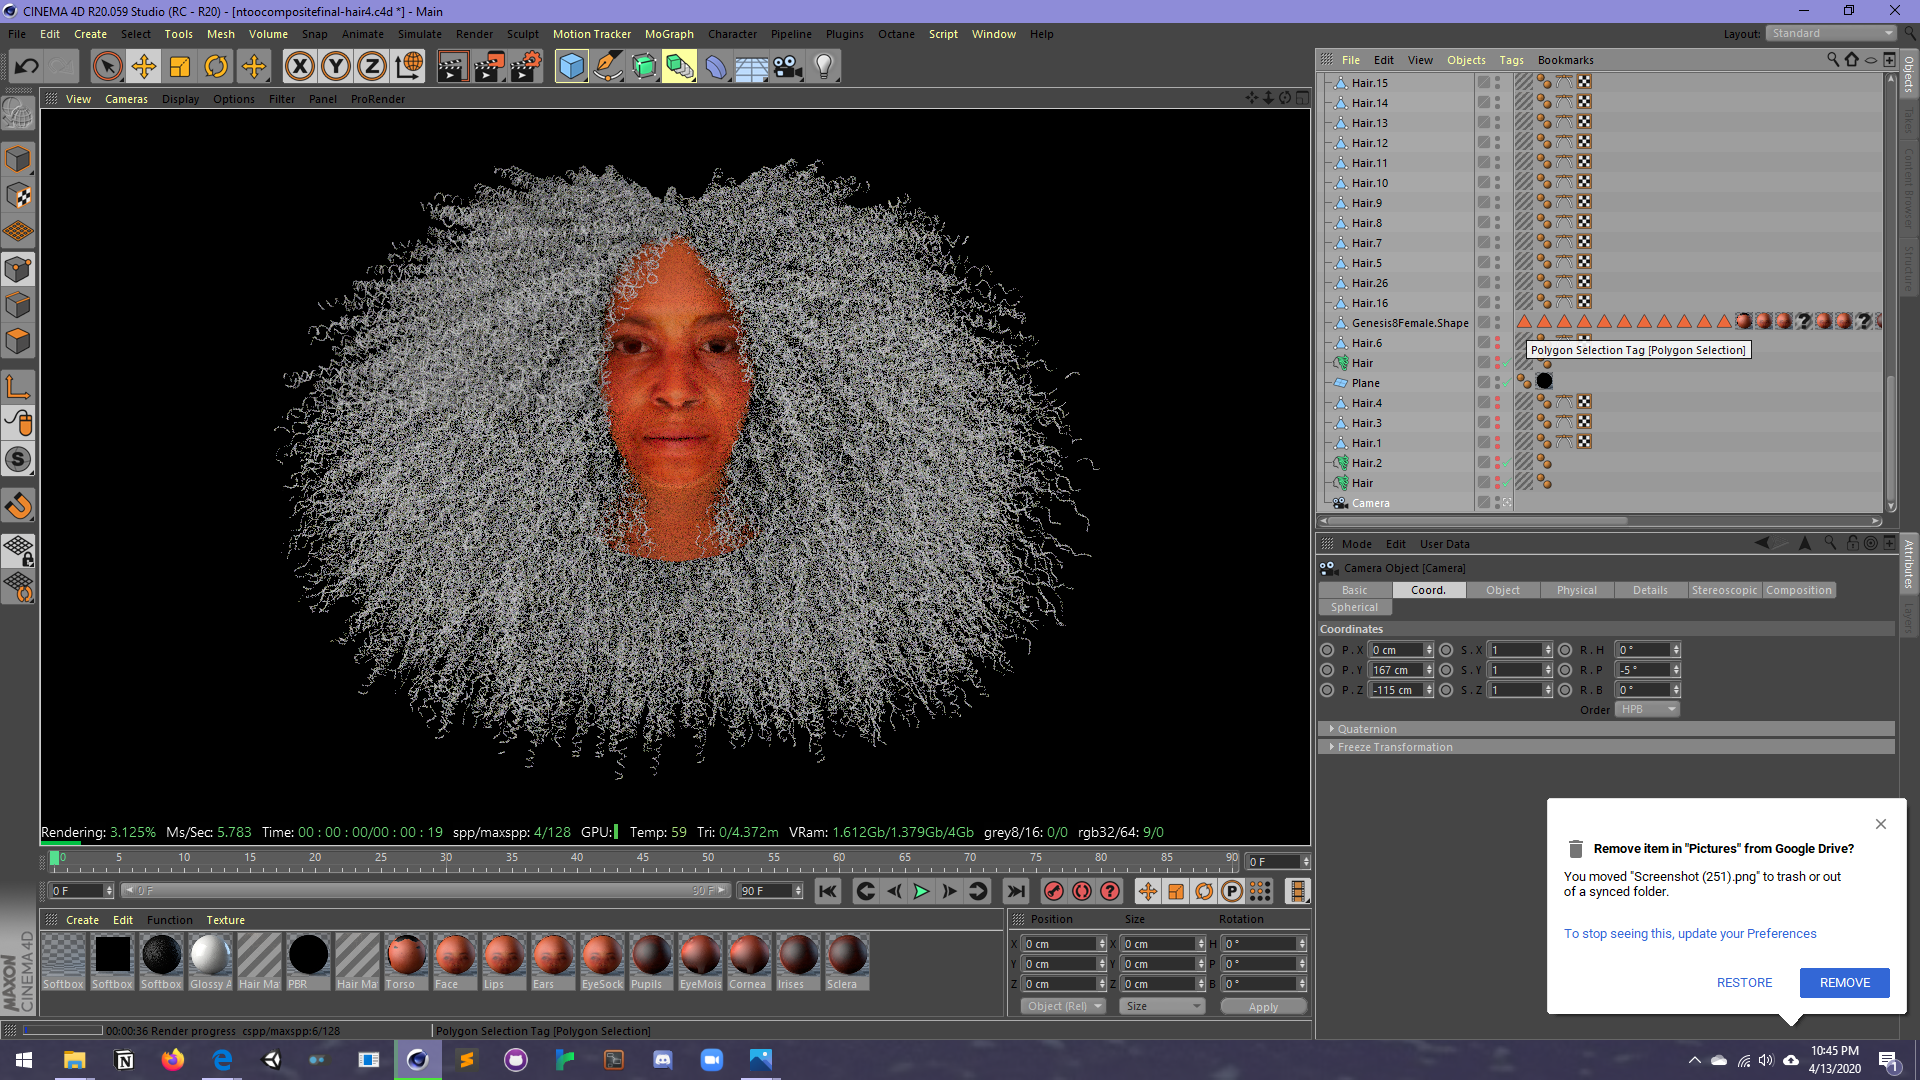 CINEMA 4D R20.059 Studio (RC - R20) - [ntoocompositefinal-hair4.c4d *] - Main
File Edit Create Select Tools Mesh Volume Snap Animate Simulate Render Sculpt Motion Tracker MoGraph Character Pipeline Plugins Octane Script Window Help
Layout: Standard
File Edit View Objects Tags Bookmarks
View Cameras Display Options Filter Panel ProRender
Hair.15
Hair.14
Hair.13
Hair.12
Hair.11
Hair.10
Hair.9
Hair.8
Hair.7
Hair.5
Hair.26
Hair.16
Genesis8Female.Shape
Hair.6
Polygon Selection Tag [Polygon Selection]
Hair
Plane
Hair.4
Hair.3
Hair.1
Hair.2
Hair
Camera
Objects
Takes
Content Browser
Structure
Mode Edit User Data
Attributes
Layers
Camera Object [Camera]
Basic Coord. Object Physical Details Stereoscopic Composition
Spherical
Coordinates
P . X 0 cm S . X 1 R . H 0 °
P . Y 167 cm S . Y 1 R . P -5 °
P . Z -115 cm S . Z 1 R . B 0 °
Order HPB
Quaternion
Freeze Transformation
Rendering: 3.125% Ms/Sec: 5.783 Time: 00 : 00 : 00/00 : 00 : 19 spp/maxspp: 4/128 GPU: Temp: 59 Tri: 0/4.372m VRam: 1.612Gb/1.379Gb/4Gb grey8/16: 0/0 rgb32/64: 9/0
0 5 10 15 20 25 30 35 40 45 50 55 60 65 70 75 80 85 90 0 F
0 F 0 F 90 F 90 F
Create Edit Function Texture
Softbox Softbox Softbox Glossy A Hair Ma PBR Hair Ma Torso Face Lips Ears EyeSock Pupils EyeMois Cornea Irises Sclera
Position Size Rotation
X 0 cm X 0 cm H 0 °
Y 0 cm Y 0 cm P 0 °
Z 0 cm Z 0 cm B 0 °
Object (Rel) Size Apply
MAXON
CINEMA 4D
00:00:36 Render progress cspp/maxspp:6/128 Polygon Selection Tag [Polygon Selection]
Remove item in "Pictures" from Google Drive?
You moved "Screenshot (251).png" to trash or out
of a synced folder.
To stop seeing this, update your Preferences
RESTORE REMOVE
10:45 PM
4/13/2020
1